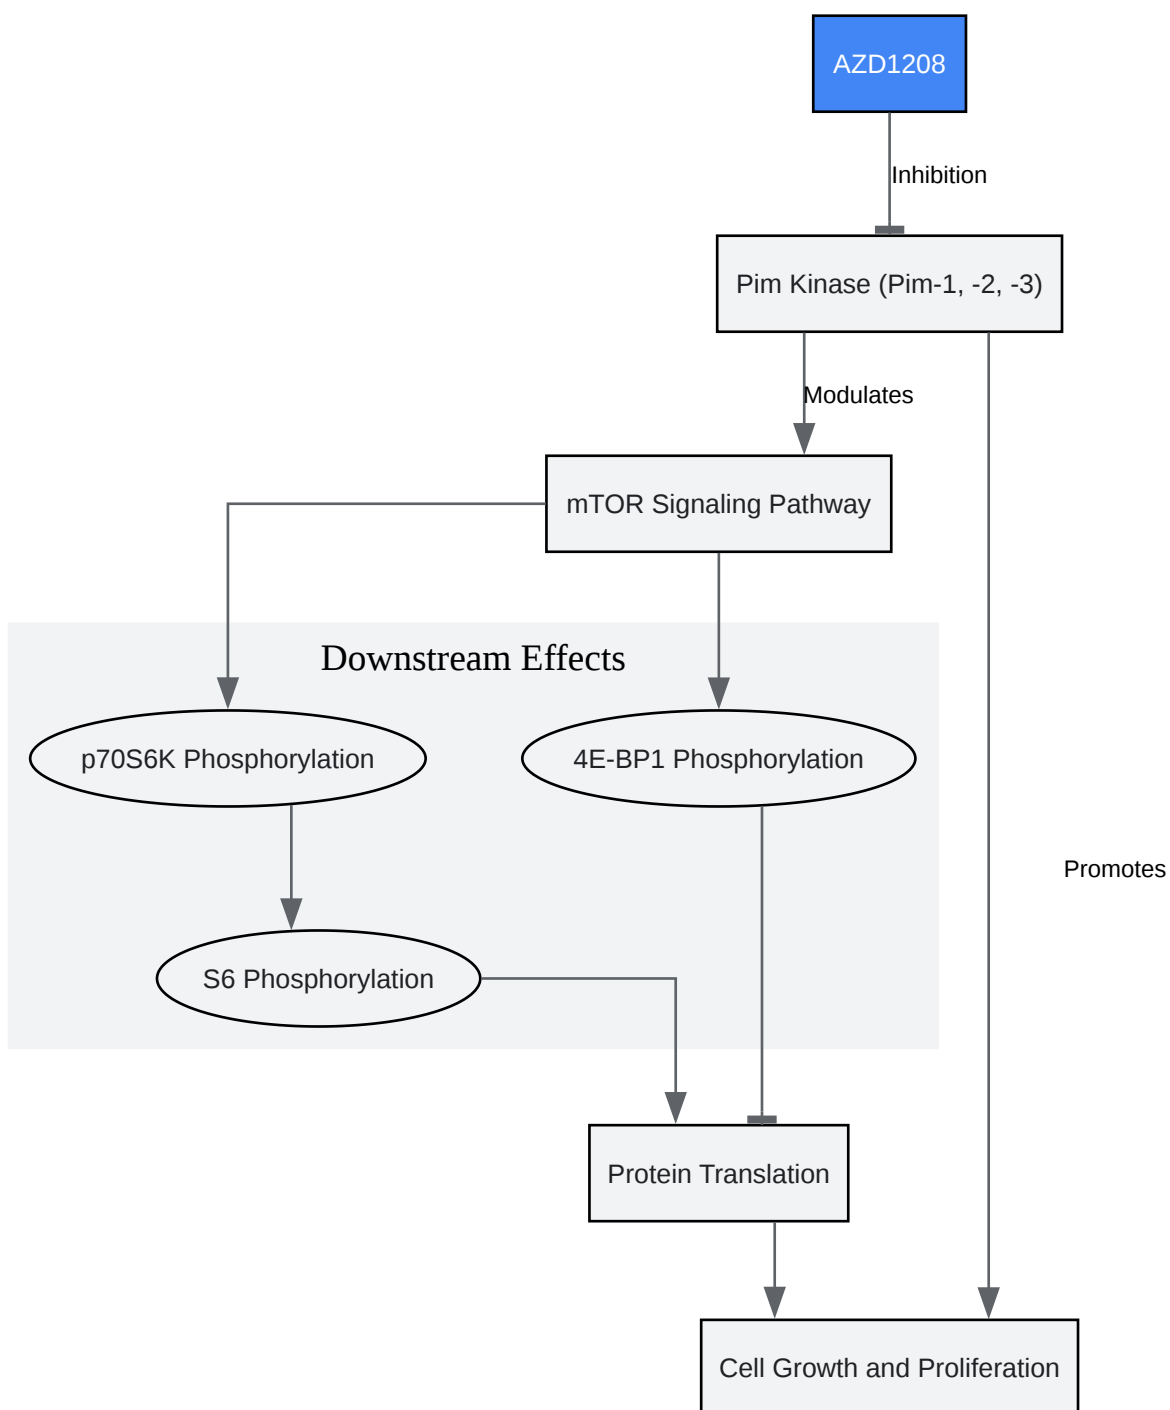 AZD1208
Inhibition
Pim Kinase (Pim-1, -2, -3)
Modulates
mTOR Signaling Pathway
Downstream Effects
p70S6K Phosphorylation
4E-BP1 Phosphorylation
Promotes
S6 Phosphorylation
Protein Translation
Cell Growth and Proliferation